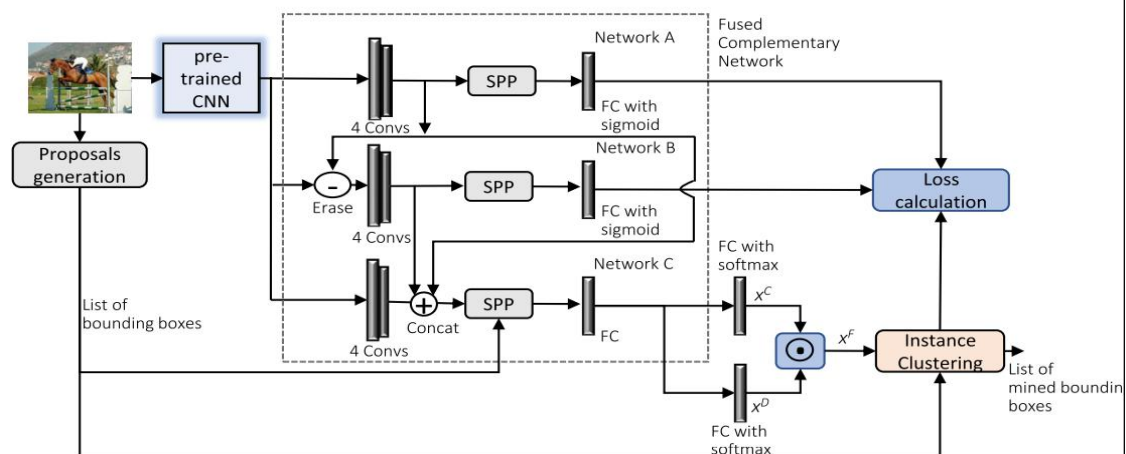 Fused
Complementary
Network
Network A
pre-
trained
CNN
SPP
FC with
sigmoid
4 Convs
Proposals
generation
Network B
-
SPP
Erase
Loss
calculation
FC with
sigmoid
4 Convs
Network C
FC with
softmax
List of
bounding boxes
SPP
x^C
+
Concat
FC
4 Convs
x^F
Instance
Clustering
List of
mined boundin
boxes
x^D
FC with
softmax